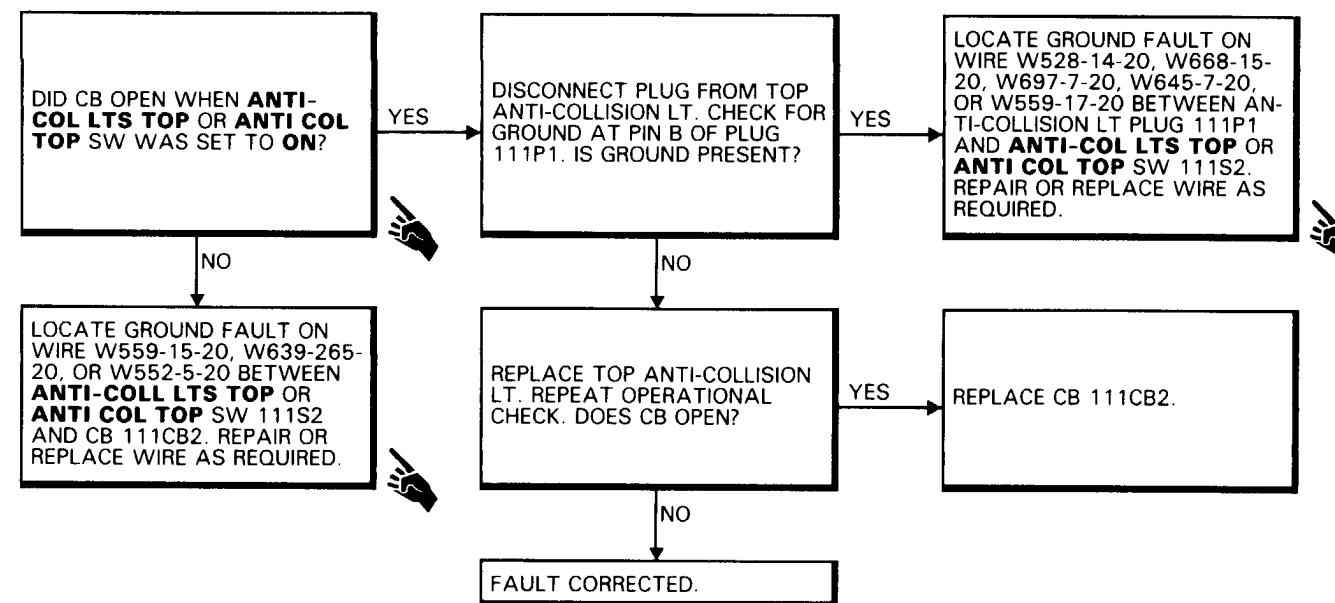 DID CB OPEN WHEN ANTI-
COL LTS TOP OR ANTI COL
TOP SW WAS SET TO ON?
YES
DISCONNECT PLUG FROM TOP
ANTI-COLLISION LT. CHECK FOR
GROUND AT PIN B OF PLUG
111P1. IS GROUND PRESENT?
YES
LOCATE GROUND FAULT ON
WIRE W528-14-20, W668-15-
20, W697-7-20, W645-7-20,
OR W559-17-20 BETWEEN AN-
TI-COLLISION LT PLUG 111P1
AND ANTI-COL LTS TOP OR
ANTI COL TOP SW 111S2.
REPAIR OR REPLACE WIRE AS
REQUIRED.
NO
NO
LOCATE GROUND FAULT ON
WIRE W559-15-20, W639-265-
20, OR W552-5-20 BETWEEN
ANTI-COLL LTS TOP OR
ANTI COL TOP SW 111S2
AND CB 111CB2. REPAIR OR
REPLACE WIRE AS REQUIRED.
REPLACE TOP ANTI-COLLISION
LT. REPEAT OPERATIONAL
CHECK. DOES CB OPEN?
YES
REPLACE CB 111CB2.
NO
FAULT CORRECTED.